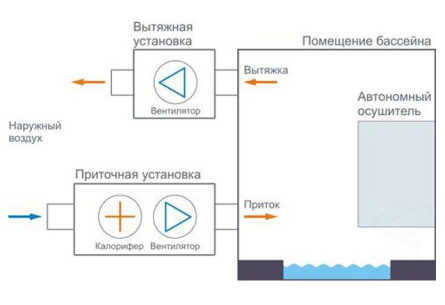 Вытяжная
установка
Помещение бассейна
Вытяжка
Вентилятор
Автономный
осушитель
Наружный
воздух
Приточная установка
Приток
Калорифер
Вентилятор